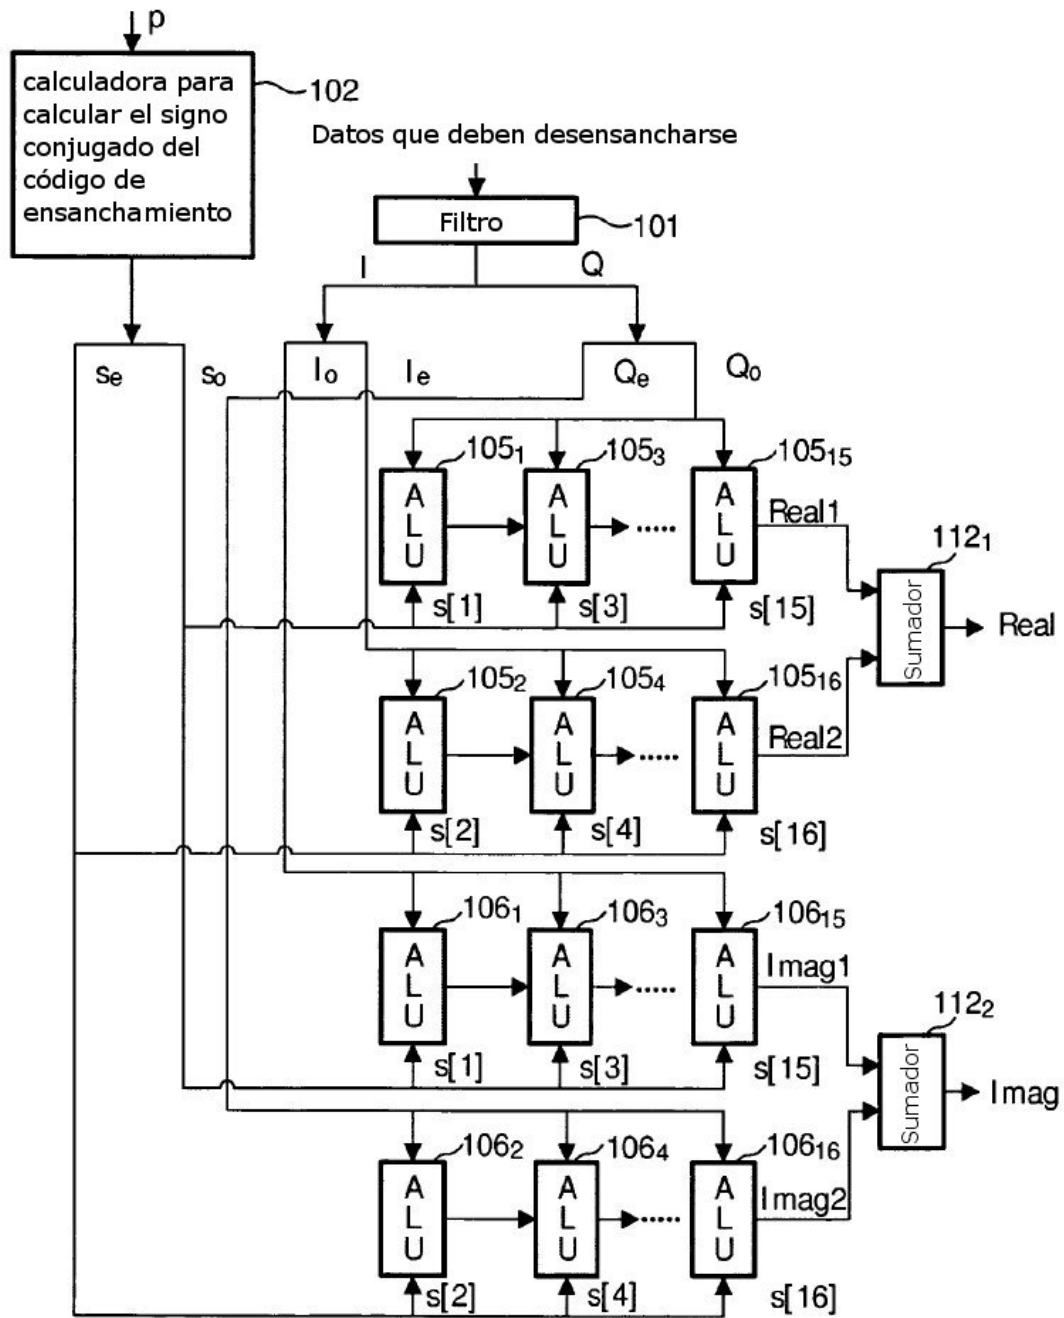 p
calculadora para
calcular el signo
conjugado del
código de
ensanchamiento
102
Datos que deben desensancharse
Filtro
101
I
Q
se
so
Io
Ie
Qe
Qo
1051
1053
10515
ALU
ALU
.....
ALU
Real1
s[1]
s[3]
s[15]
1121
Sumador
Real
1052
1054
10516
ALU
ALU
.....
ALU
Real2
s[2]
s[4]
s[16]
1061
1063
10615
ALU
ALU
.....
ALU
Imag1
s[1]
s[3]
s[15]
1122
Sumador
Imag
1062
1064
10616
ALU
ALU
.....
ALU
Imag2
s[2]
s[4]
s[16]